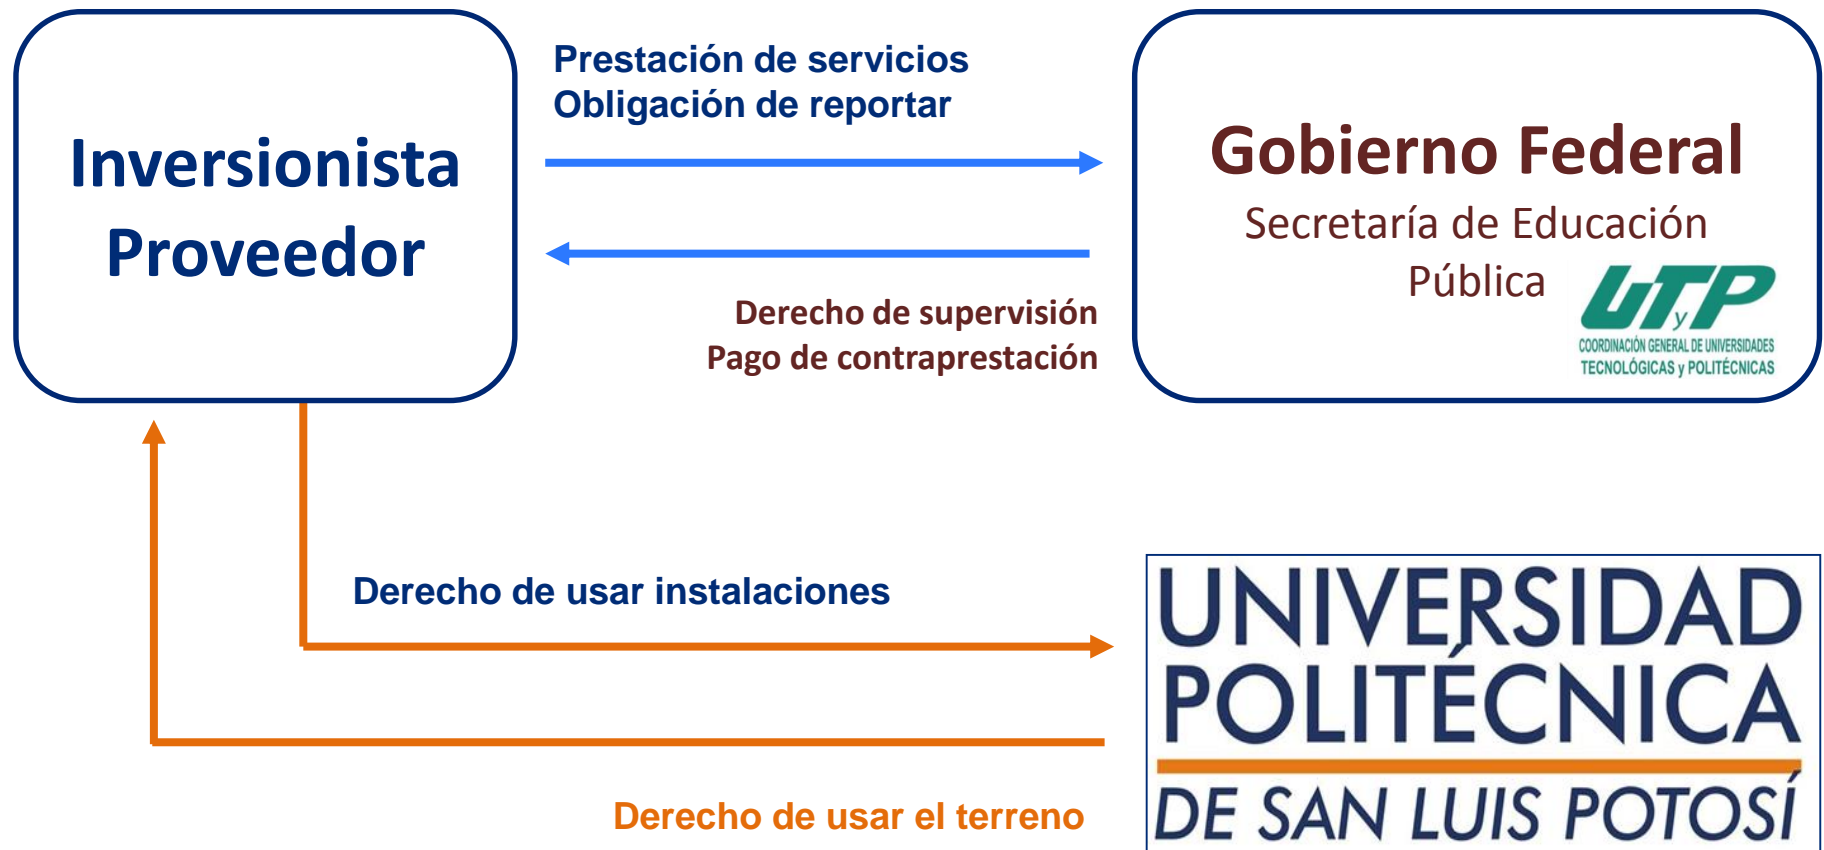 Inversionista
Proveedor
Prestación de servicios
Obligación de reportar
Derecho de supervisión
Pago de contraprestación
Gobierno Federal
Secretaría de Educación
Pública
UTyP
COORDINACIÓN GENERAL DE UNIVERSIDADES
TECNOLÓGICAS y POLITÉCNICAS
Derecho de usar instalaciones
Derecho de usar el terreno
UNIVERSIDAD
POLITÉCNICA
DE SAN LUIS POTOSÍ